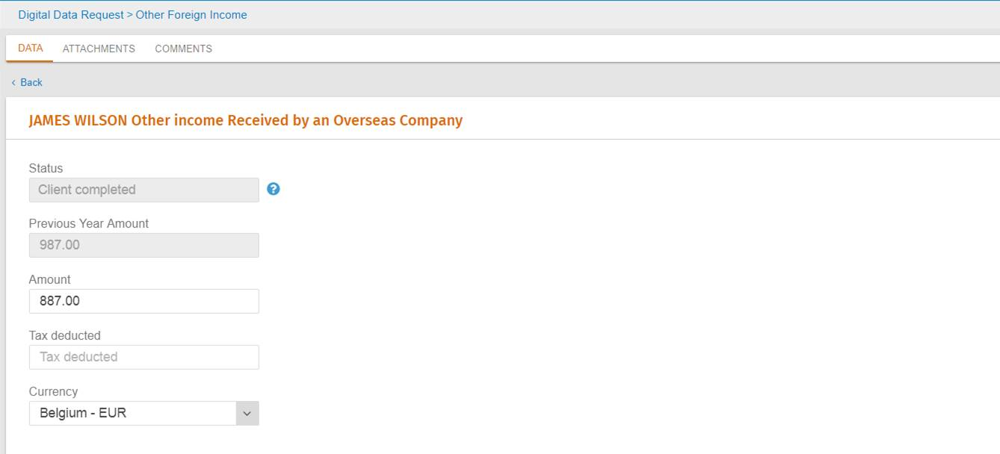 Digital Data Request > Other Foreign Income
DATA ATTACHMENTS COMMENTS
‹ Back
JAMES WILSON Other income Received by an Overseas Company
Status
Client completed ?
Previous Year Amount
987.00
Amount
887.00
Tax deducted
Tax deducted
Currency
Belgium - EUR